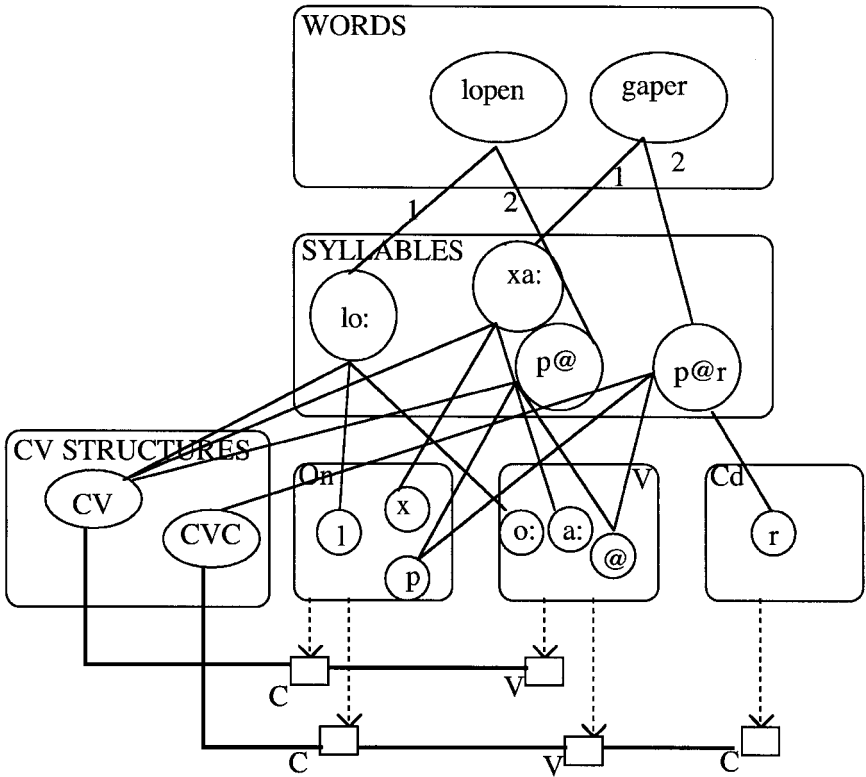 WORDS
lopen
gaper
1
2
1
2
SYLLABLES
xa:
lo:
p@
p@r
CV STRUCTURES
On
V
Cd
CV
CVC
x
l
p
o:
a:
@
r
C
V
C
V
C